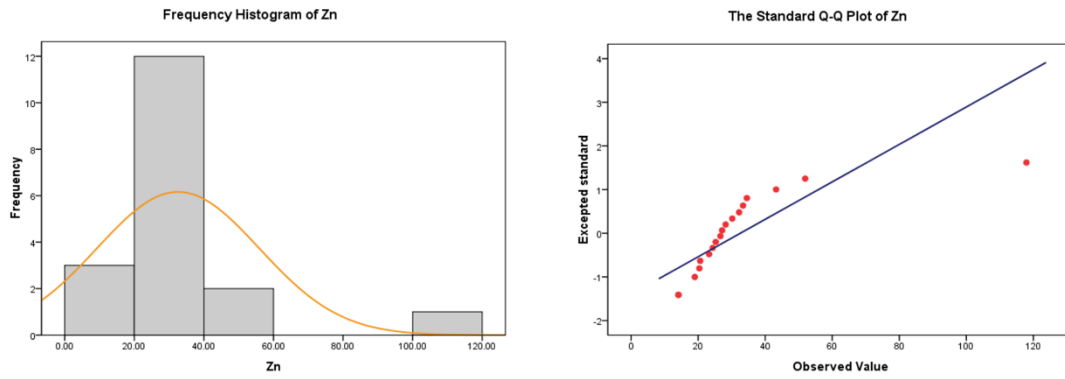 Frequency Histogram of Zn
12
10
8
6
4
2
0
Frequency
0.00 20.00 40.00 60.00 80.00 100.00 120.00
Zn
The Standard Q-Q Plot of Zn
4
3
2
1
0
-1
-2
Excepted standard
0 20 40 60 80 100 120
Observed Value